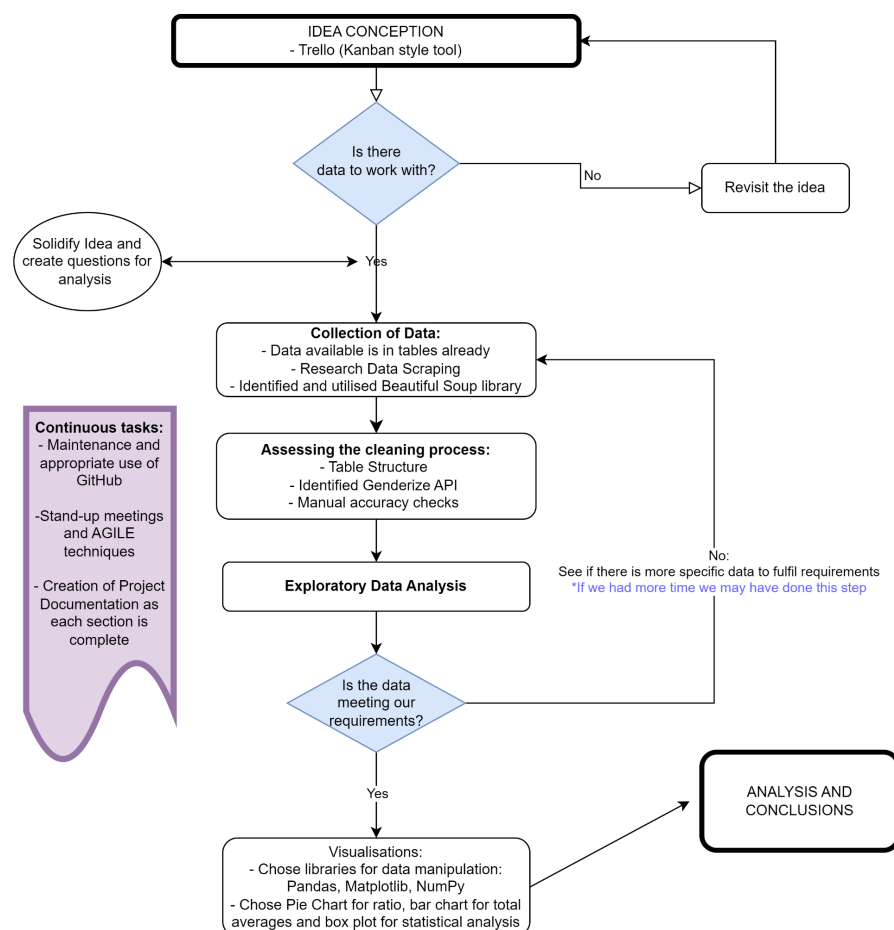 IDEA CONCEPTION
- Trello (Kanban style tool)
Is there
data to work with?
No
Revisit the idea
Solidify Idea and
create questions for
analysis
Yes
Collection of Data:
- Data available is in tables already
- Research Data Scraping
- Identified and utilised Beautiful Soup library
Continuous tasks:
- Maintenance and
appropriate use of
GitHub
-Stand-up meetings
and AGILE
techniques
- Creation of Project
Documentation as
each section is
complete
Assessing the cleaning process:
- Table Structure
- Identified Genderize API
- Manual accuracy checks
Exploratory Data Analysis
No:
See if there is more specific data to fulfil requirements
*If we had more time we may have done this step
Is the data
meeting our
requirements?
Yes
ANALYSIS AND
CONCLUSIONS
Visualisations:
- Chose libraries for data manipulation:
Pandas, Matplotlib, NumPy
- Chose Pie Chart for ratio, bar chart for total
averages and box plot for statistical analysis